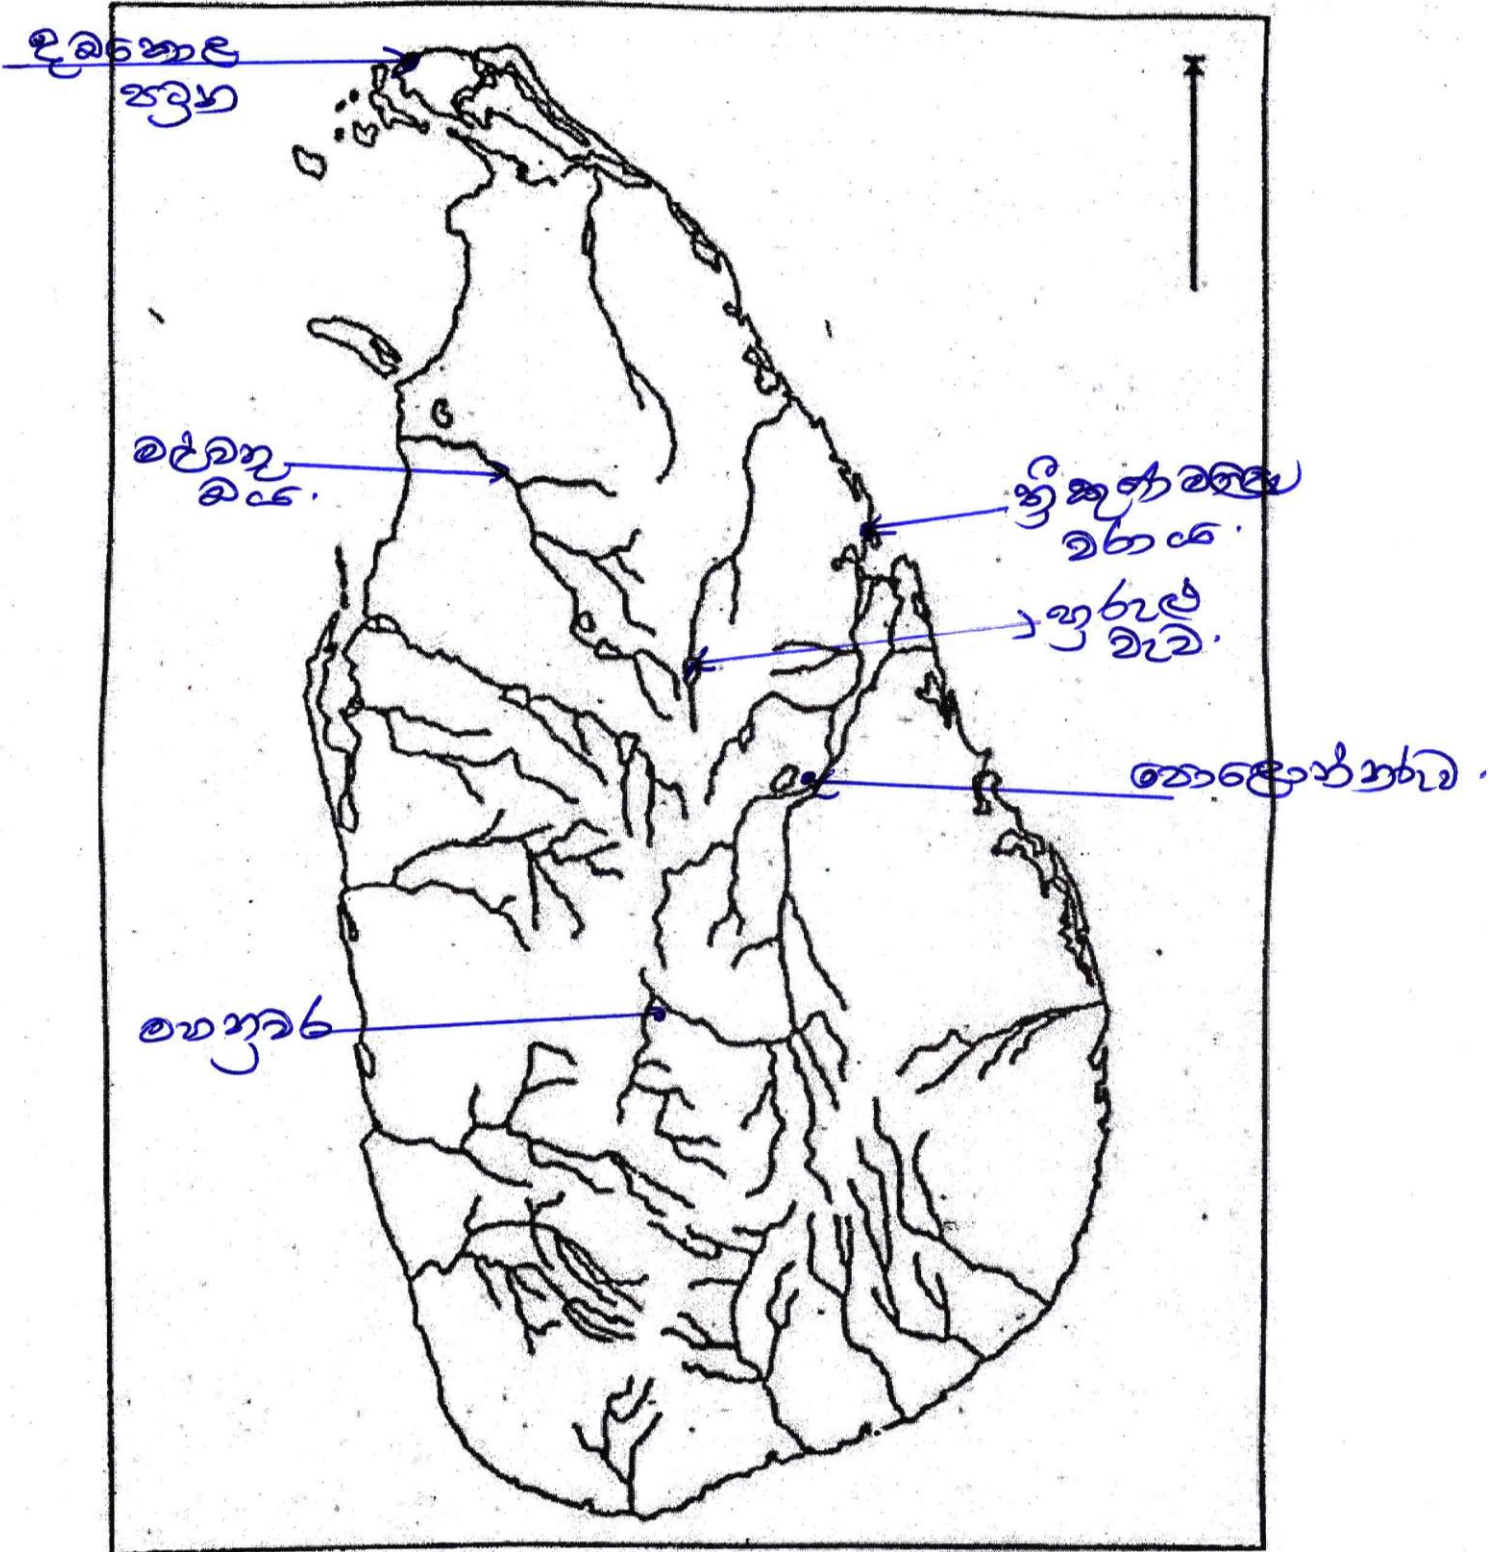 දඹකොළ
පටුන
මල්වතු
ඔය.
ත්‍රිකුණාමලය
වරාය.
හුරුළු
වැව.
පොළොන්නරුව.
මහනුවර